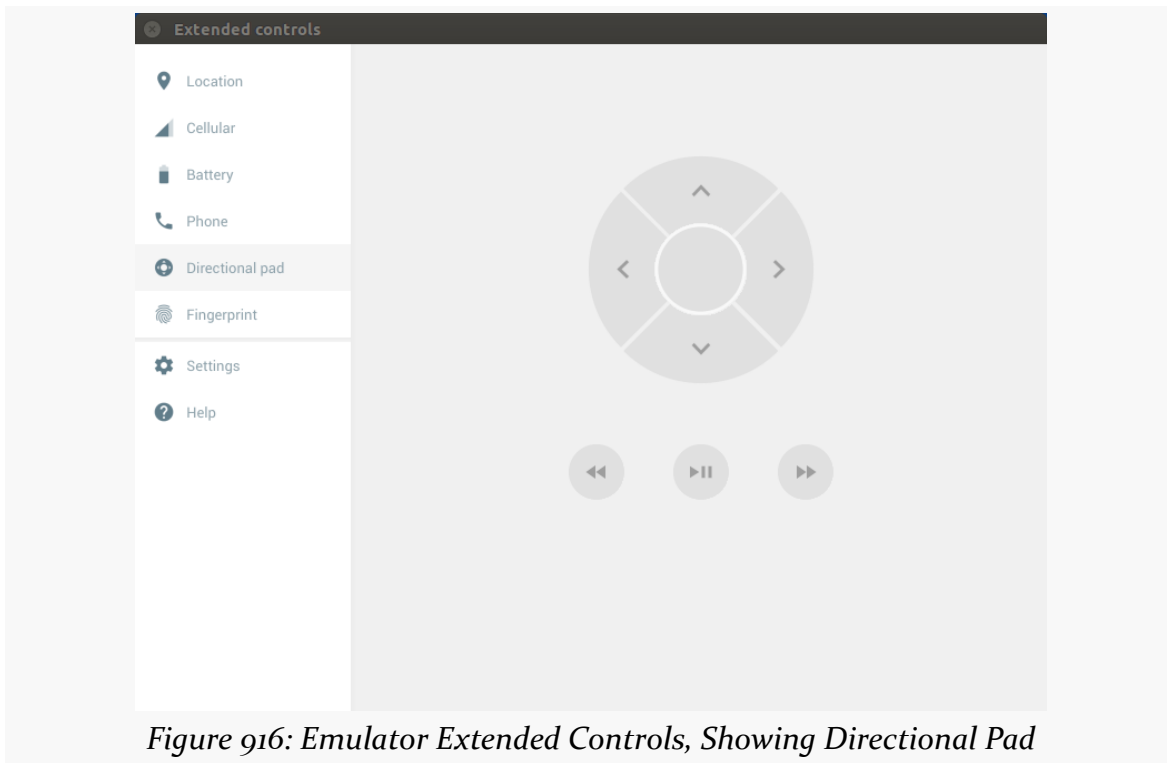 Extended controls
Location
Cellular
Battery
Phone
Directional pad
Fingerprint
Settings
Help
Figure 916: Emulator Extended Controls, Showing Directional Pad